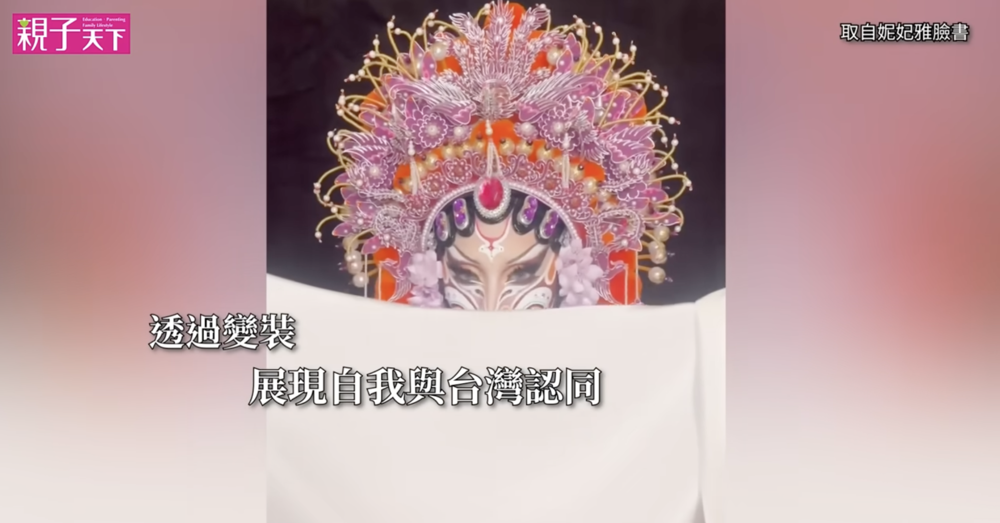 親子天下
Education · Parenting
Family Lifestyle
取自妮妃雅臉書
透過變裝
展現自我與台灣認同